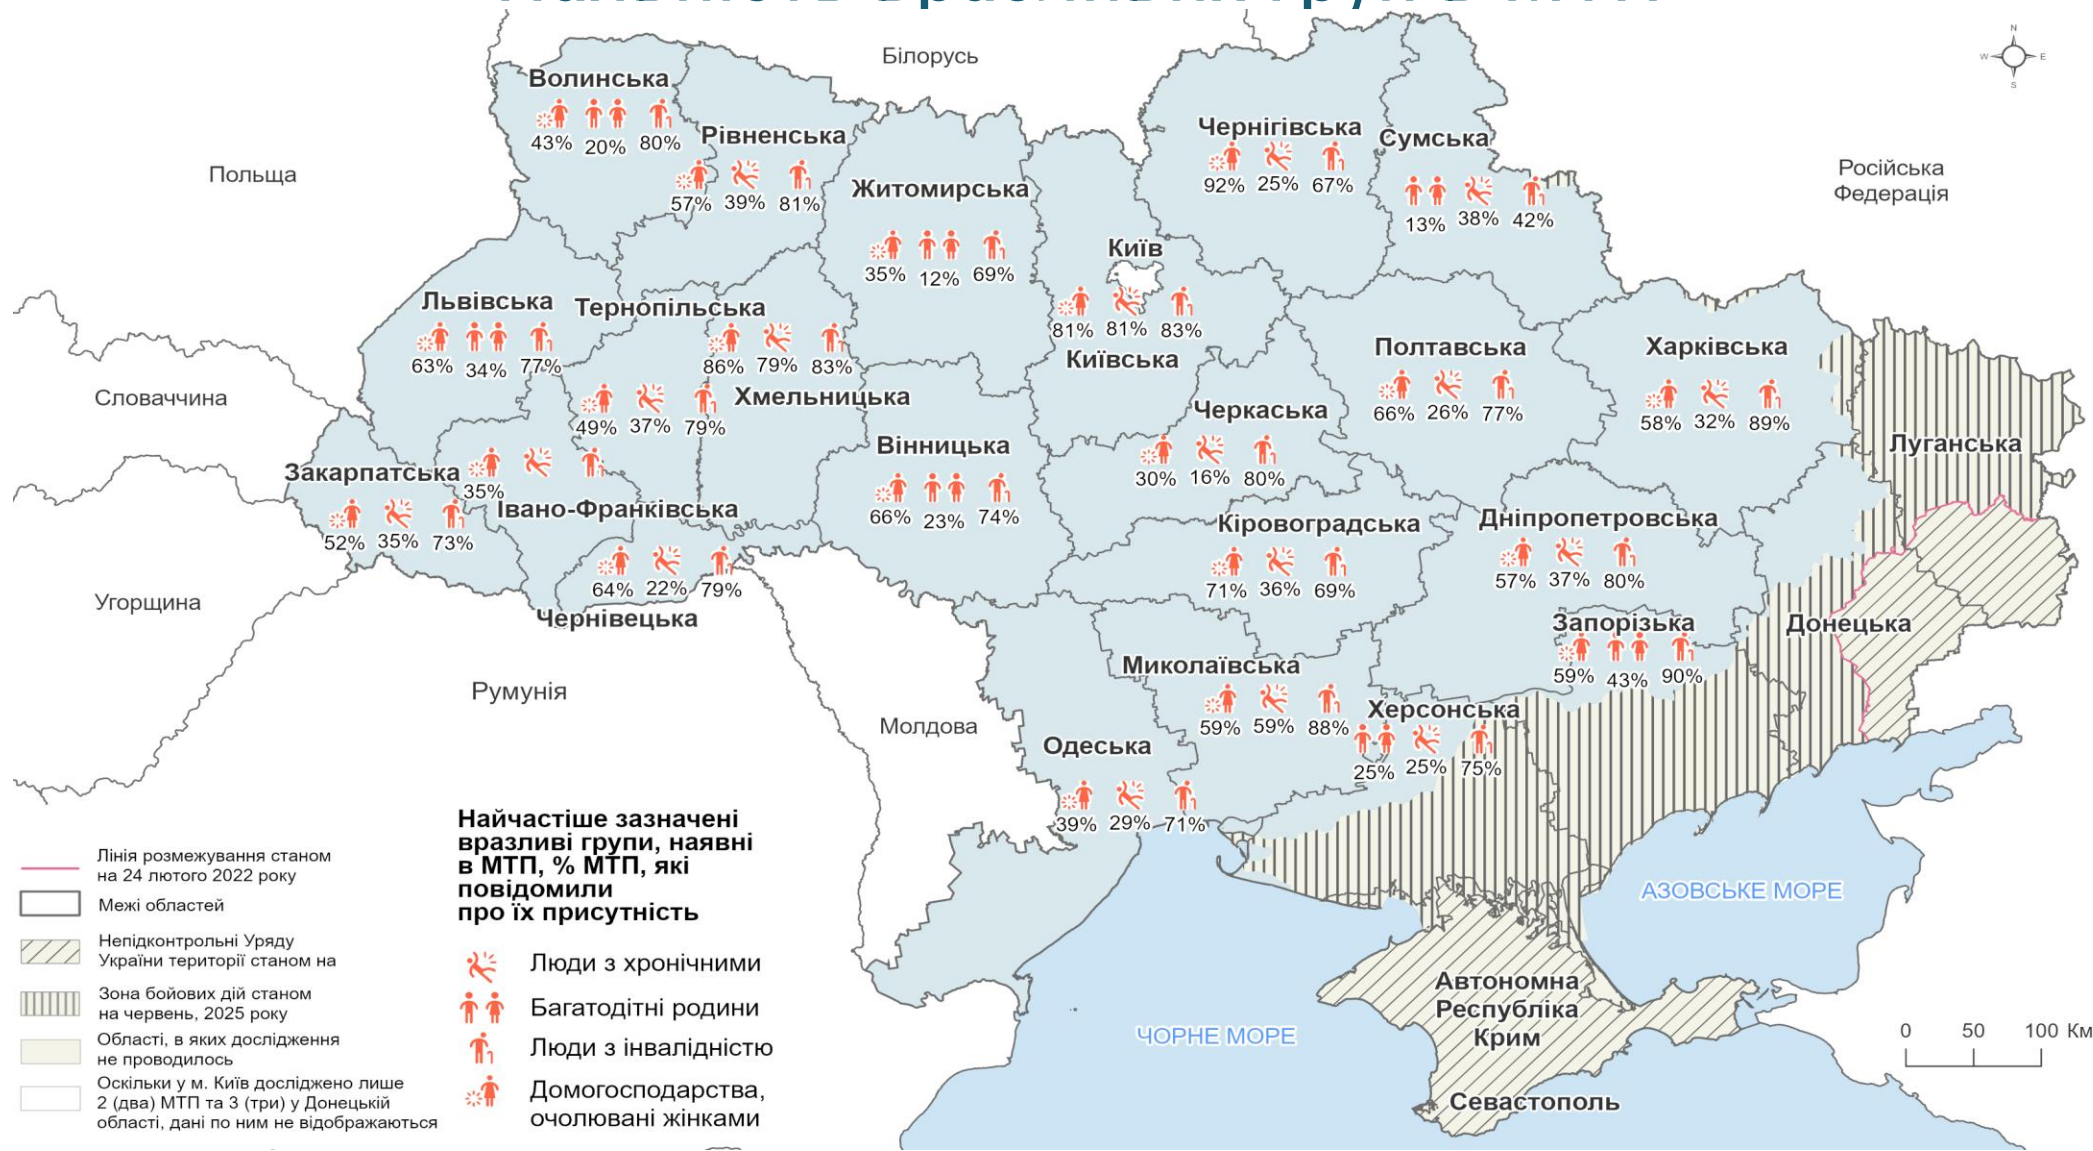 Білорусь
N
W E
S
Волинська
43% 20% 80%
Рівненська
57% 39% 81%
Житомирська
35% 12% 69%
Чернігівська
92% 25% 67%
Сумська
13% 38% 42%
Російська
Федерація
Польща
Київ
81% 81% 83%
Київська
Львівська
63% 34% 77%
Тернопільська
49% 37% 79%
86% 79% 83%
Хмельницька
Полтавська
66% 26% 77%
Харківська
58% 32% 89%
Словаччина
Черкаська
30% 16% 80%
Вінницька
66% 23% 74%
Луганська
Закарпатська
52% 35% 73%
35%
Івано-Франківська
Кіровоградська
71% 36% 69%
Дніпропетровська
57% 37% 80%
Угорщина
64% 22% 79%
Чернівецька
Запорізька
59% 43% 90%
Донецька
Румунія
Молдова
Миколаївська
59% 59% 88%
Херсонська
25% 25% 75%
Одеська
39% 29% 71%
АЗОВСЬКЕ МОРЕ
ЧОРНЕ МОРЕ
Автономна
Республіка
Крим
Севастополь
0 50 100 Км
Лінія розмежування станом
на 24 лютого 2022 року
Межі областей
Непідконтрольні Уряду
України території станом на
Зона бойових дій станом
на червень, 2025 року
Області, в яких дослідження
не проводилось
Оскільки у м. Київ досліджено лише
2 (два) МТП та 3 (три) у Донецькій
області, дані по ним не відображаються
Найчастіше зазначені
вразливі групи, наявні
в МТП, % МТП, які
повідомили
про їх присутність
Люди з хронічними
Багатодітні родини
Люди з інвалідністю
Домогосподарства,
очолювані жінками